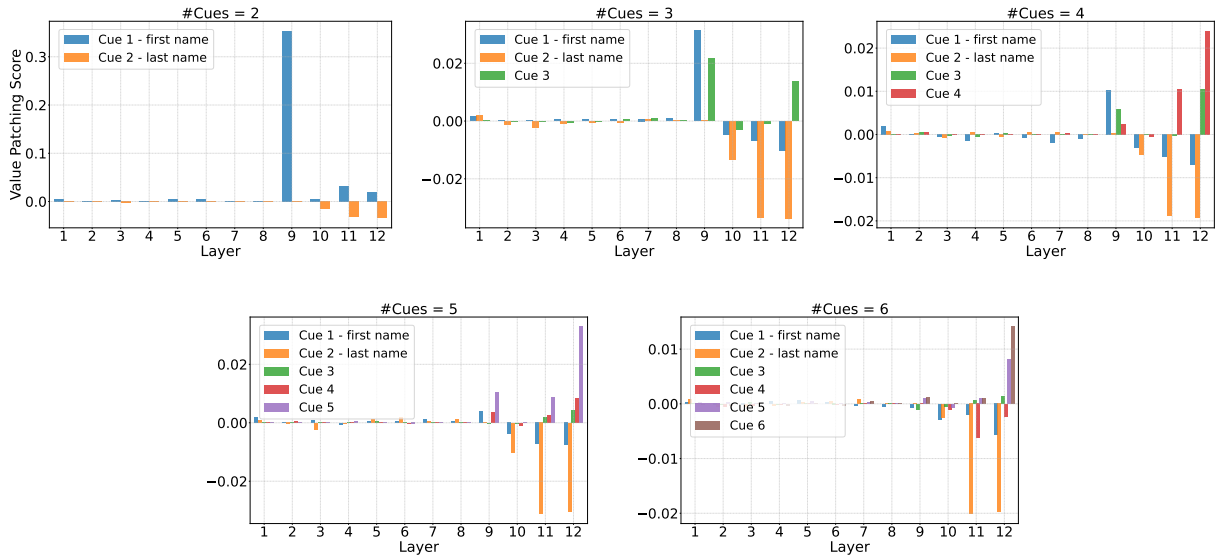 #Cues = 2
Value Patching Score
0.3
0.2
0.1
0.0
Cue 1 - first name
Cue 2 - last name
1 2 3 4 5 6 7 8 9 10 11 12
Layer
#Cues = 3
0.02
0.00
−0.02
Cue 1 - first name
Cue 2 - last name
Cue 3
1 2 3 4 5 6 7 8 9 10 11 12
Layer
#Cues = 4
0.02
0.01
0.00
−0.01
−0.02
Cue 1 - first name
Cue 2 - last name
Cue 3
Cue 4
1 2 3 4 5 6 7 8 9 10 11 12
Layer
#Cues = 5
0.02
0.00
−0.02
Cue 1 - first name
Cue 2 - last name
Cue 3
Cue 4
Cue 5
1 2 3 4 5 6 7 8 9 10 11 12
Layer
#Cues = 6
0.01
0.00
−0.01
−0.02
Cue 1 - first name
Cue 2 - last name
Cue 3
Cue 4
Cue 5
Cue 6
1 2 3 4 5 6 7 8 9 10 11 12
Layer